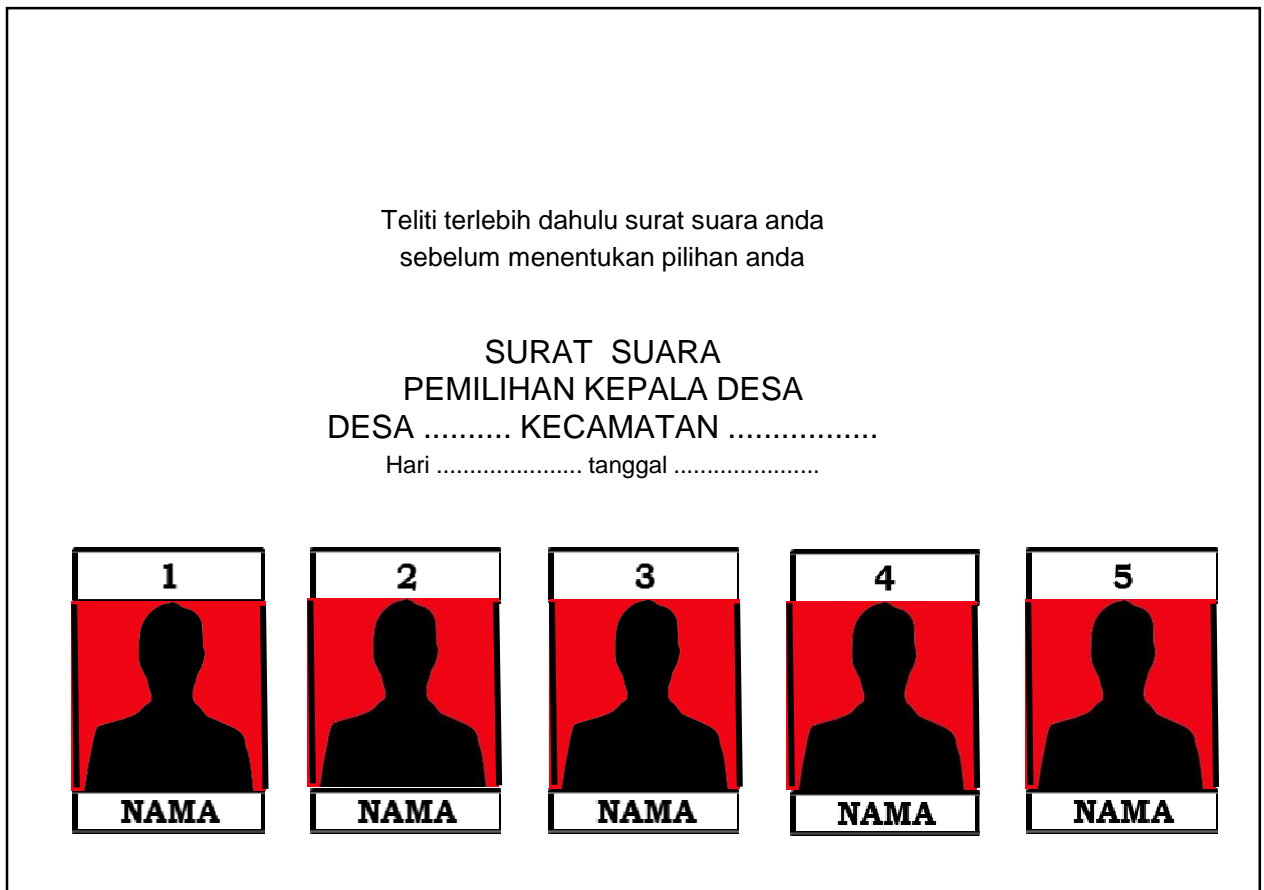 Teliti terlebih dahulu surat suara anda
sebelum menentukan pilihan anda
SURAT SUARA
PEMILIHAN KEPALA DESA
DESA .......... KECAMATAN .................
Hari ...................... tanggal ......................
1 2 3 4 5
NAMA NAMA NAMA NAMA NAMA